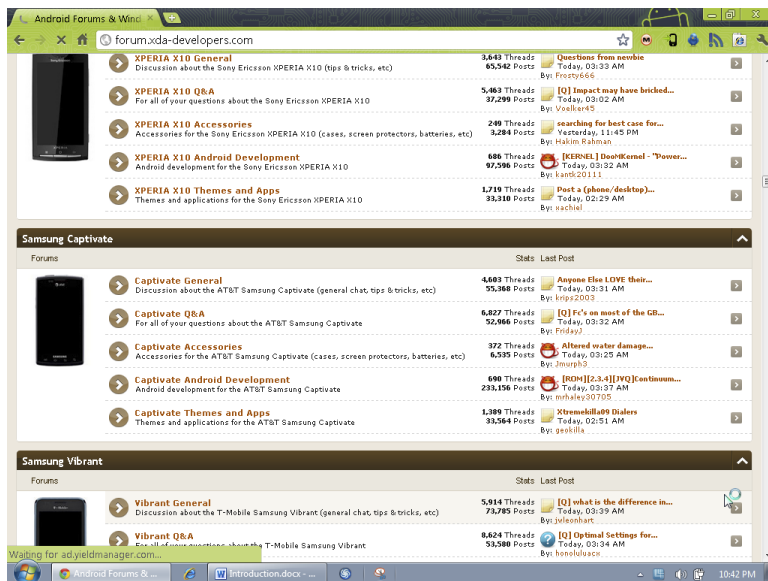 Android Forums & Wind
forum.xda-developers.com
XPERIA X10 General
Discussion about the Sony Ericsson XPERIA X10 (tips & tricks, etc)
3,643 Threads
65,542 Posts
Questions from newbie
Today, 03:33 AM
By: Frosty666
XPERIA X10 Q&A
For all of your questions about the Sony Ericsson XPERIA X10
5,463 Threads
37,299 Posts
[Q] Impact may have bricked...
Today, 03:02 AM
By: Voelker45
XPERIA X10 Accessories
Accessories for the Sony Ericsson XPERIA X10 (cases, screen protectors, batteries, etc)
249 Threads
3,284 Posts
searching for best case for...
Yesterday, 11:45 PM
By: Hakim Rahman
XPERIA X10 Android Development
Android development for the Sony Ericsson XPERIA X10
686 Threads
97,596 Posts
[KERNEL] DooMKernel - "Power...
Today, 03:32 AM
By: kantk20111
XPERIA X10 Themes and Apps
Themes and applications for the Sony Ericsson XPERIA X10
1,719 Threads
33,310 Posts
Post a (phone/desktop)...
Today, 02:29 AM
By: xachiel
Samsung Captivate
Forums
Stats Last Post
Captivate General
Discussion about the AT&T Samsung Captivate (general chat, tips & tricks, etc)
4,603 Threads
55,368 Posts
Anyone Else LOVE their...
Today, 03:31 AM
By: krips2003
Captivate Q&A
For all of your questions about the AT&T Samsung Captivate
6,827 Threads
52,966 Posts
[Q] Fc's on most of the GB...
Today, 03:32 AM
By: FridayJ
Captivate Accessories
Accessories for the AT&T Samsung Captivate (cases, screen protectors, batteries, etc)
372 Threads
6,535 Posts
Altered water damage...
Today, 03:25 AM
By: Jmurph3
Captivate Android Development
Android development for the AT&T Samsung Captivate
690 Threads
233,156 Posts
[ROM][2.3.4][JVQ]Continuum...
Today, 03:37 AM
By: mrhaley30705
Captivate Themes and Apps
Themes and applications for the AT&T Samsung Captivate
1,389 Threads
33,564 Posts
Xtremekilla09 Dialers
Today, 02:51 AM
By: geokilla
Samsung Vibrant
Forums
Stats Last Post
Vibrant General
Discussion about the T-Mobile Samsung Vibrant (general chat, tips & tricks, etc)
5,914 Threads
73,785 Posts
[Q] what is the difference in...
Today, 03:39 AM
By: jvleonhart
Vibrant Q&A
For all of your questions about the T-Mobile Samsung Vibrant
8,624 Threads
53,580 Posts
[Q] Optimal Settings for...
Today, 03:34 AM
By: honoluluacx
Waiting for ad.yieldmanager.com...
Android Forums & ...
Introduction.docx - ...
10:42 PM